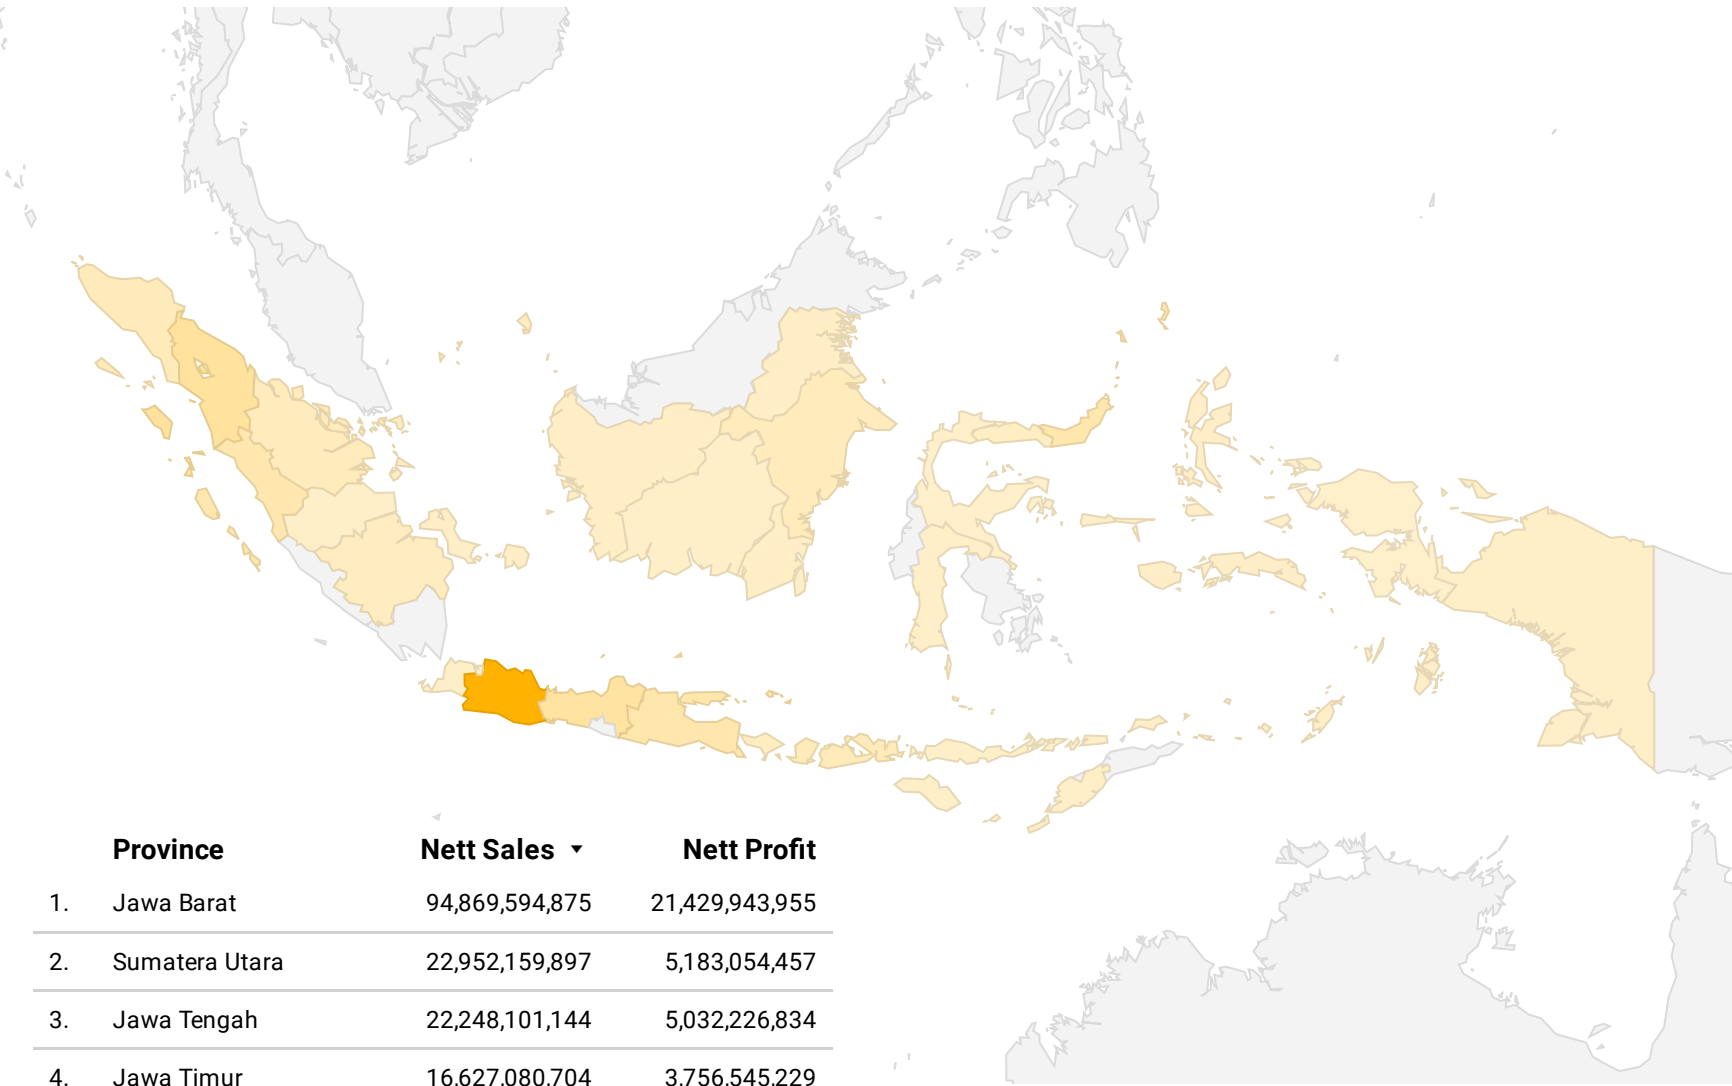 Province Nett Sales Nett Profit
1. Jawa Barat 94,869,594,875 21,429,943,955
2. Sumatera Utara 22,952,159,897 5,183,054,457
3. Jawa Tengah 22,248,101,144 5,032,226,834
4. Jawa Timur 16,627,080,704 3,756,545,229